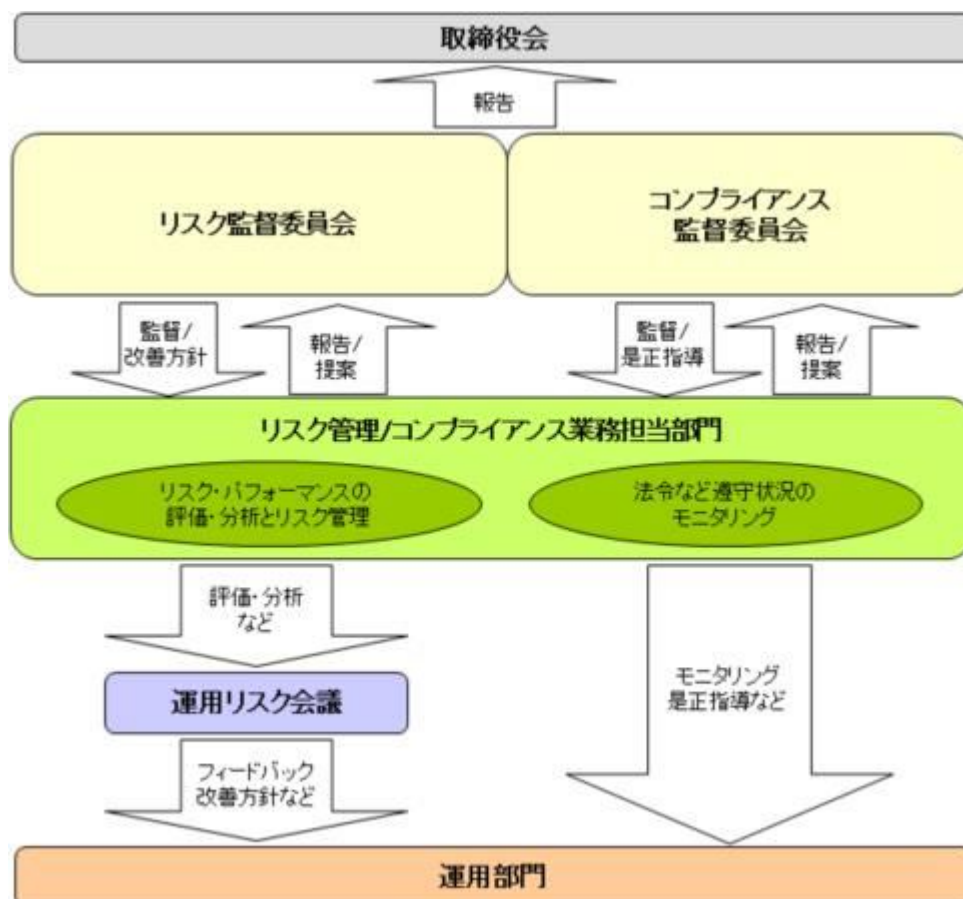 取締役会
報告
リスク監督委員会
コンプライアンス
監督委員会
監督/
改善方針
報告/
提案
監督/
是正指導
報告/
提案
リスク管理/コンプライアンス業務担当部門
リスク・パフォーマンスの
評価・分析とリスク管理
法令など遵守状況の
モニタリング
評価・分析
など
運用リスク会議
モニタリング
是正指導など
フィードバック
改善方針など
運用部門